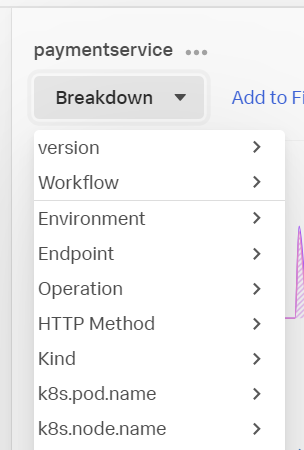 paymentservice
Breakdown
Add to Fi
version
Workflow
Environment
Endpoint
Operation
HTTP Method
Kind
k8s.pod.name
k8s.node.name